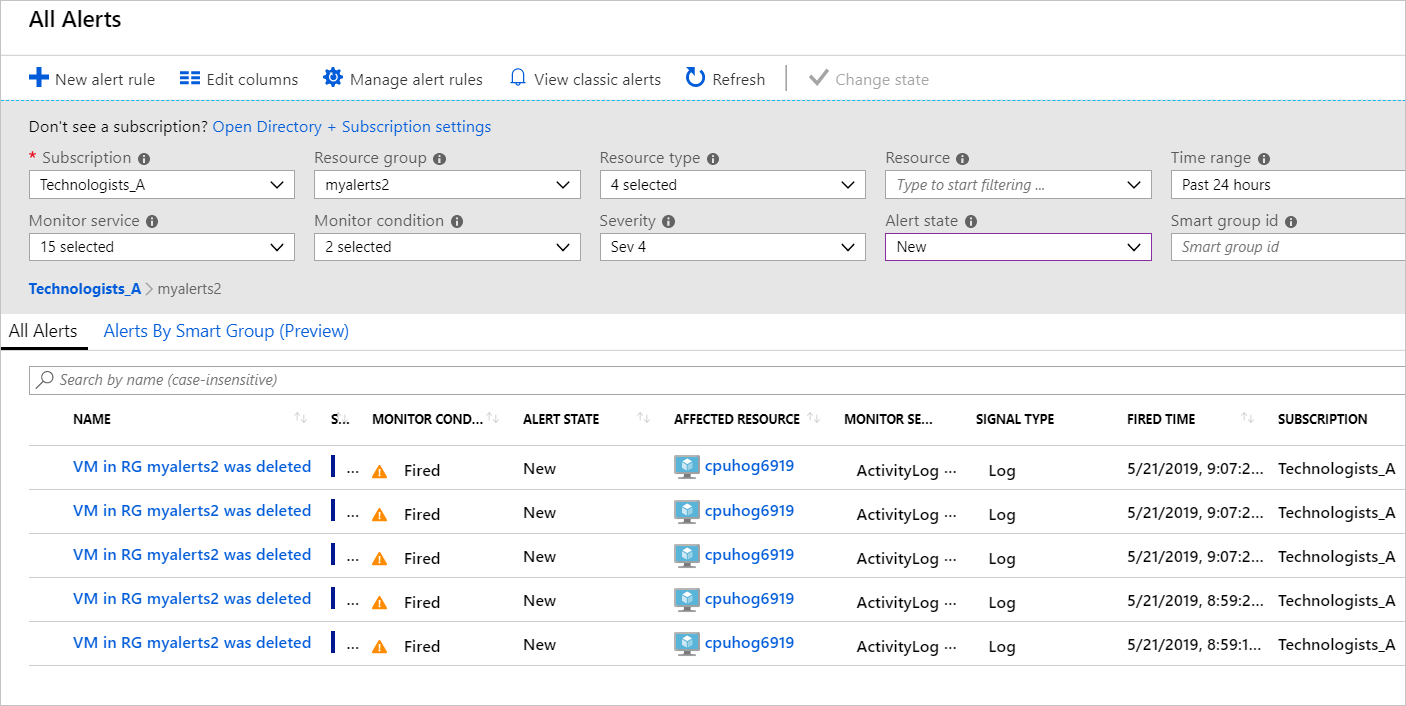 All Alerts
New alert rule Edit columns Manage alert rules View classic alerts Refresh Change state
Don't see a subscription? Open Directory + Subscription settings
* Subscription Resource group Resource type Resource Time range
Technologists_A myalerts2 4 selected Type to start filtering ... Past 24 hours
Monitor service Monitor condition Severity Alert state Smart group id
15 selected 2 selected Sev 4 New Smart group id
Technologists_A > myalerts2
All Alerts Alerts By Smart Group (Preview)
Search by name (case-insensitive)
NAME S... MONITOR COND... ALERT STATE AFFECTED RESOURCE MONITOR SE... SIGNAL TYPE FIRED TIME SUBSCRIPTION
VM in RG myalerts2 was deleted ... Fired New cpuhog6919 ActivityLog ... Log 5/21/2019, 9:07:2... Technologists_A
VM in RG myalerts2 was deleted ... Fired New cpuhog6919 ActivityLog ... Log 5/21/2019, 9:07:2... Technologists_A
VM in RG myalerts2 was deleted ... Fired New cpuhog6919 ActivityLog ... Log 5/21/2019, 9:07:2... Technologists_A
VM in RG myalerts2 was deleted ... Fired New cpuhog6919 ActivityLog ... Log 5/21/2019, 8:59:2... Technologists_A
VM in RG myalerts2 was deleted ... Fired New cpuhog6919 ActivityLog ... Log 5/21/2019, 8:59:1... Technologists_A